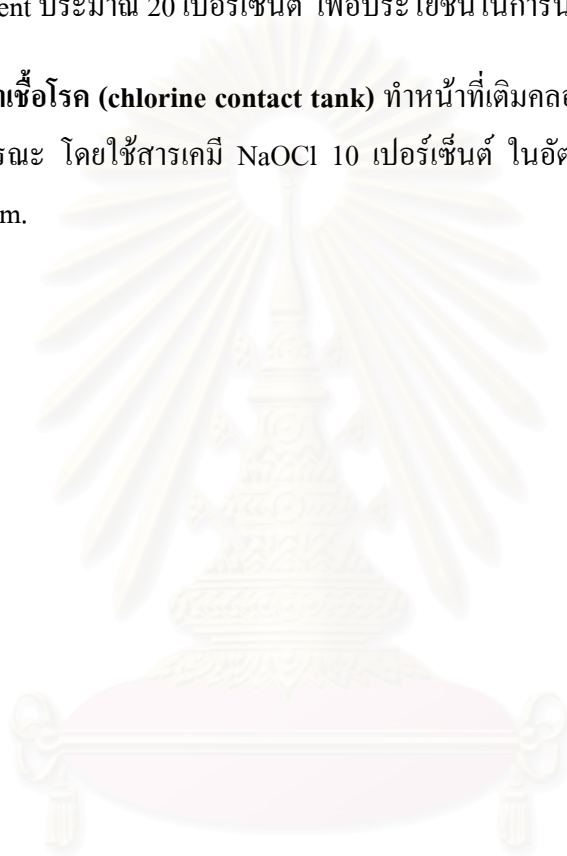 ent ประมาณ 20 เปอร์เซ็นต์ เพื่อประโยชน์ในการน
าเชื้อโรค (chlorine contact tank) ทำหน้าที่เติมคลอ
รณะ โดยใช้สารเคมี NaOCl 10 เปอร์เซ็นต์ ในอัต
m.